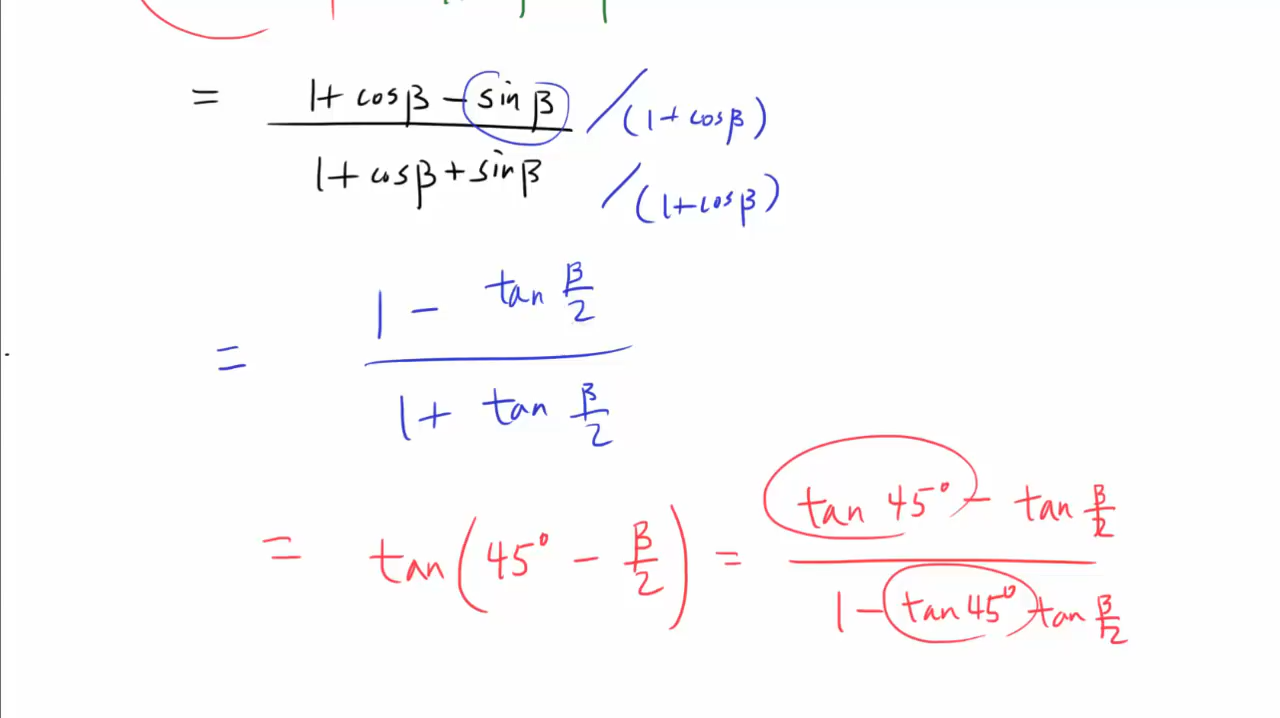 = (1 + cosβ − sinβ) / (1 + cosβ + sinβ) /(1 + cosβ) /(1 + cosβ)
= (1 − tan β/2) / (1 + tan β/2)
= tan(45° − β/2) = (tan 45° − tan β/2) / (1 − tan 45° tan β/2)